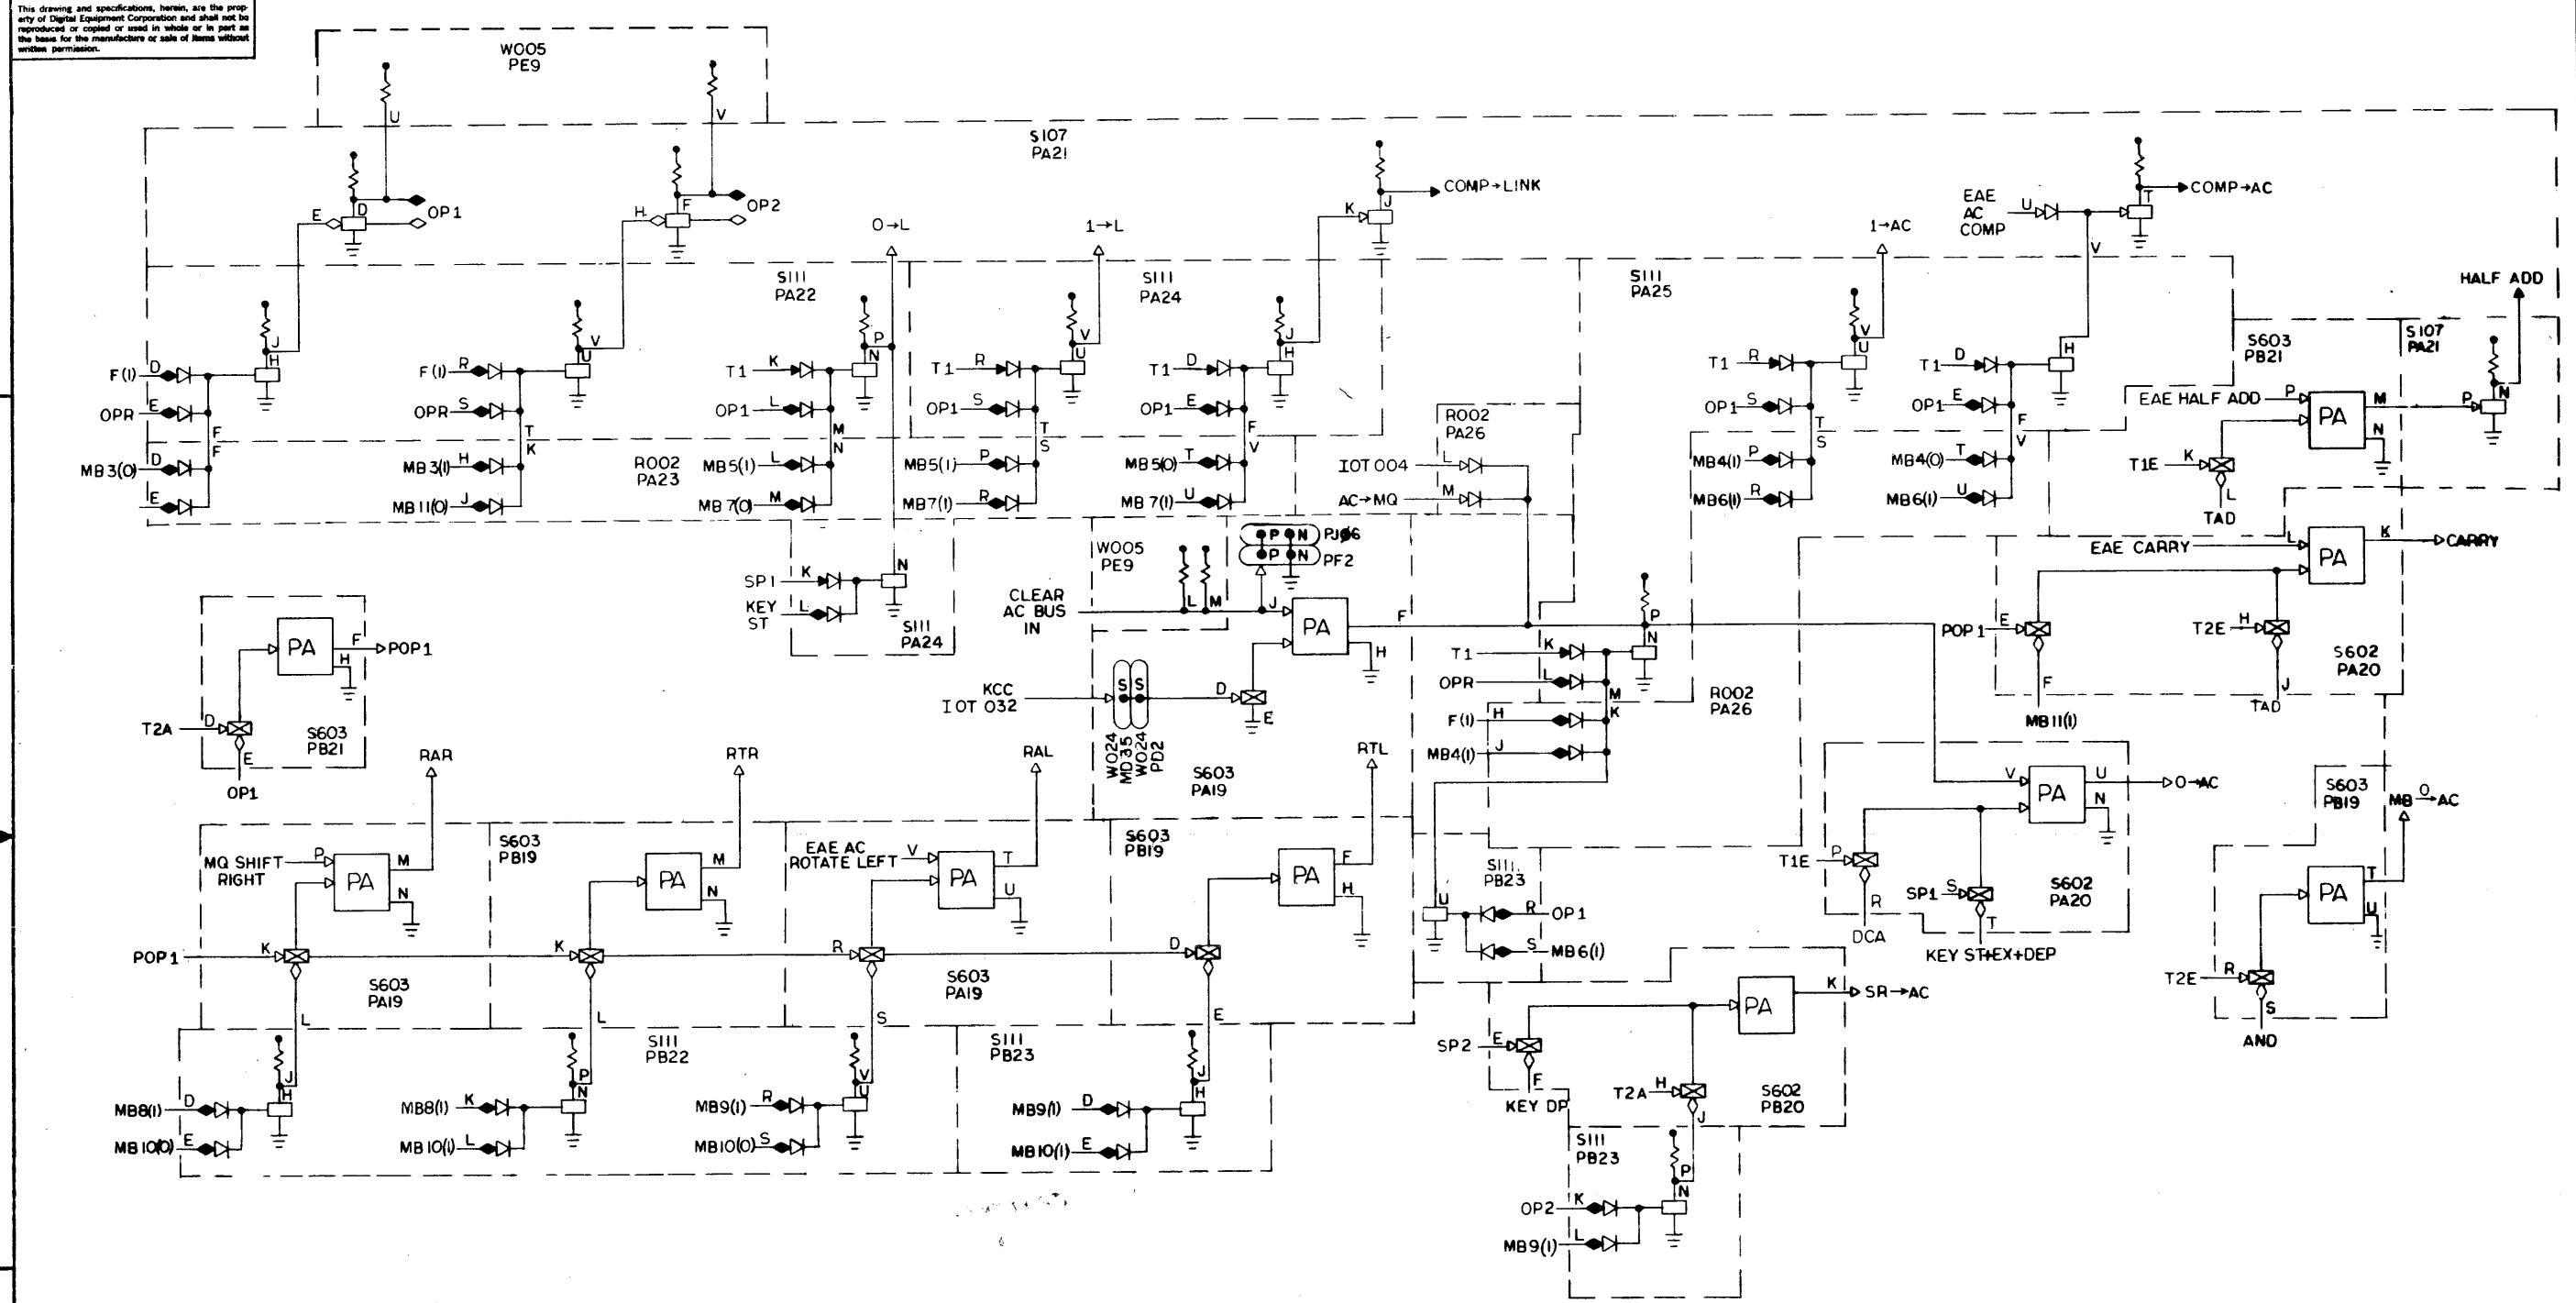 This drawing and specifications, herein, are the prop-
erty of Digital Equipment Corporation and shall not be
reproduced or copied or used in whole or in part as
the basis for the manufacture or sale of items without
written permission.
W005
PE9
U
V
S107
PA21
E
D
OP1
H
F
OP2
K
J
COMP→LINK
EAE
AC
COMP
U
T
COMP→AC
V
0→L
1→L
1→AC
S111
PA22
S111
PA24
S111
PA25
HALF ADD
F(1) D
J
H
OPR E
F
F
MB3(0) D
E
F(1) R
V
U
OPR S
T
K
MB3(1) H
MB11(0) J
R002
PA23
T1 K
P
N
OP1 L
M
N
MB5(1) L
MB7(0) M
T1 R
V
U
OP1 S
T
S
MB5(1) P
MB7(1) R
T1 D
J
H
OP1 E
F
V
MB5(0) T
MB7(1) U
R002
PA26
IOT 004 L
AC→MQ M
T1 R
V
U
OP1 S
T
S
MB4(1) P
MB6(1) R
T1 D
H
OP1 E
F
V
MB4(0) T
MB6(1) U
S603
PB21
S107
PA21
EAE HALF ADD P
PA
M
N
P
N
T1E K
L
TAD
SP1 K
N
KEY
ST
L
S111
PA24
W005
PE9
P N PJ06
P N PF2
CLEAR
AC BUS
IN
L M
J
PA
F
H
KCC
IOT 032
S S
D
E
W024
MD35
W024
PD2
S603
PA19
T1 K
P
N
OPR L
M
K
F(1) H
MB4(1) J
R002
PA26
EAE CARRY L
PA
K
CARRY
POP1 E
F
MB11(1)
T2E H
J
TAD
S602
PA20
PA
F
H
POP1
T2A D
E
OP1
S603
PB21
RAR
RTR
RAL
RTL
MQ SHIFT
RIGHT
P
PA
M
N
S603
PB19
PA
M
N
EAE AC
ROTATE LEFT
V
PA
T
U
S603
PB19
PA
F
H
POP1 K
K
R
D
S603
PA19
S603
PA19
L
L
S
E
S111
PB22
S111
PB23
MB8(1) D
J
H
MB10(0) E
MB8(1) K
P
N
MB10(1) L
MB9(1) R
V
U
MB10(0) S
MB9(1) D
J
H
MB10(1) E
S111
PB23
U
R OP1
S MB6(1)
V
PA
U
N
0→AC
T1E P
R
DCA
SP1 S
T
KEY ST+EX+DEP
S602
PA20
S603
PB19
MB 0→AC
PA
T
U
T2E R
S
AND
PA
K
SR→AC
SP2 E
F
KEY DP
T2A H
J
S602
PB20
S111
PB23
OP2 K
P
N
MB9(1) L